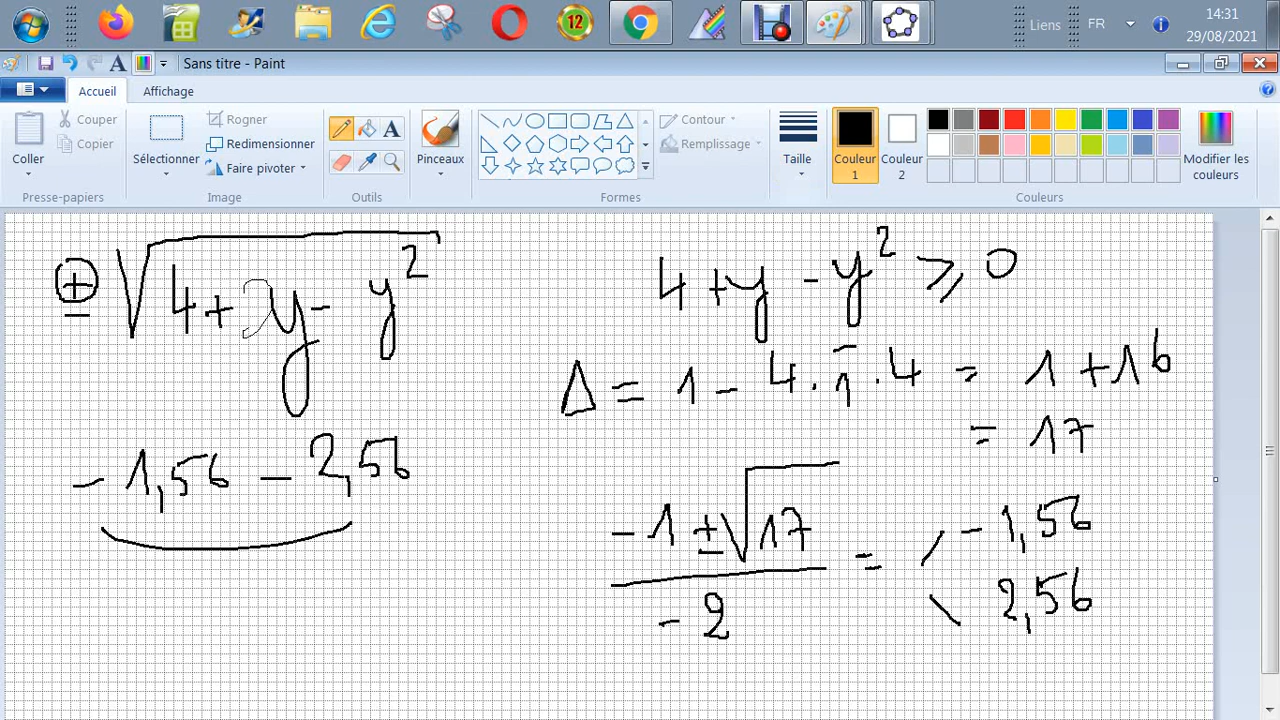 14:31
Liens FR
29/08/2021
12
Sans titre - Paint
Accueil Affichage
Coller
Couper
Copier
Presse-papiers
Sélectionner
Rogner
Redimensionner
Faire pivoter
Image
Outils
Pinceaux
Contour
Remplissage
Formes
Taille
Couleur 1
Couleur 2
Modifier les couleurs
Couleurs
± √(4+y-y²)
- 1,56 - 2,56
4+y-y² ⩾ 0
Δ = 1 - 4.-1.4 = 1+16
= 17
(-1 ± √17)/(-2) = - 1,56
2,56